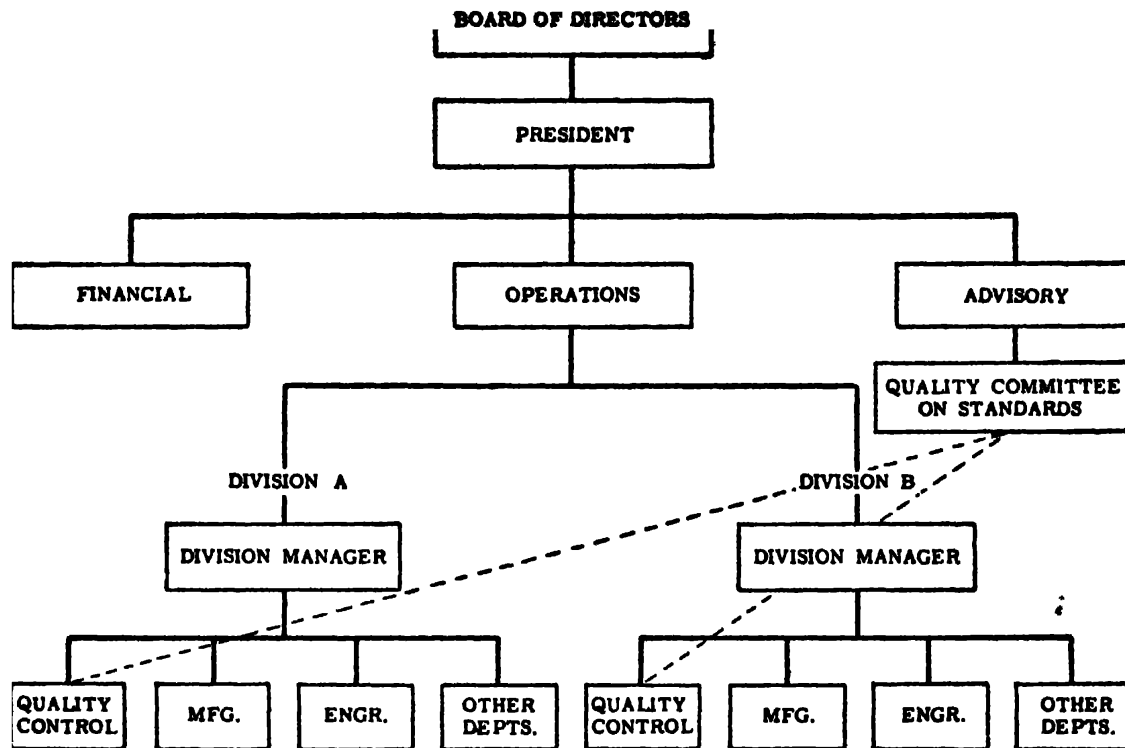 BOARD OF DIRECTORS
PRESIDENT
FINANCIAL
OPERATIONS
ADVISORY
QUALITY COMMITTEE
ON STANDARDS
DIVISION A
DIVISION B
DIVISION MANAGER
DIVISION MANAGER
QUALITY
CONTROL
MFG.
ENGR.
OTHER
DEPTS.
QUALITY
CONTROL
MFG.
ENGR.
OTHER
DEPTS.